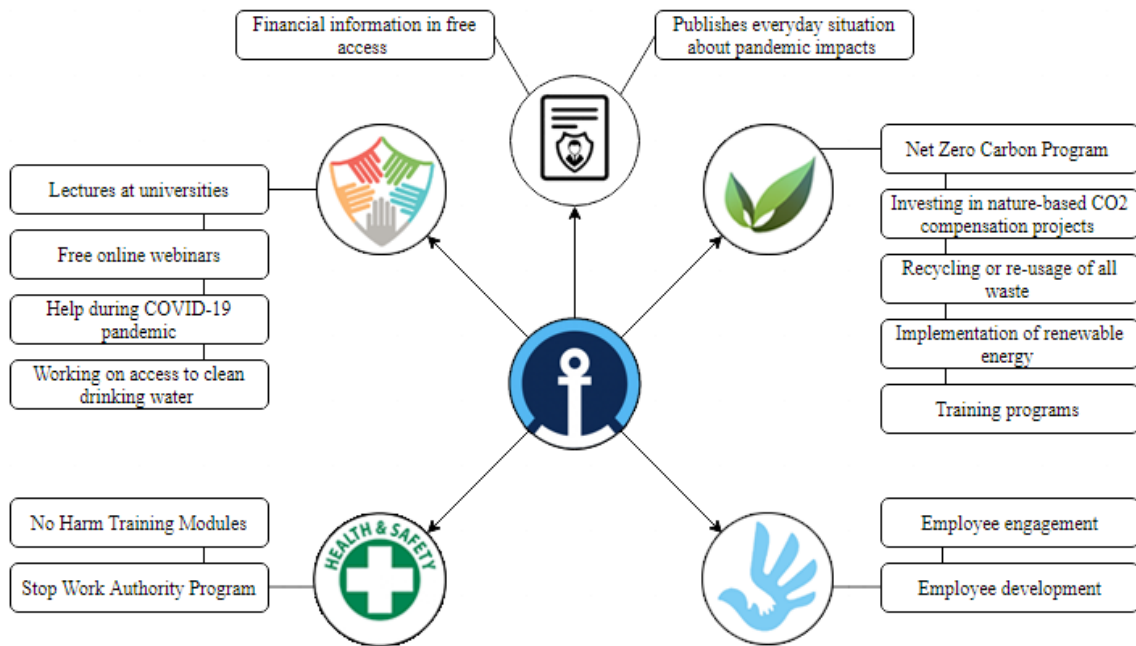 Financial information in free
access
Publishes everyday situation
about pandemic impacts
Lectures at universities
Free online webinars
Help during COVID-19
pandemic
Working on access to clean
drinking water
Net Zero Carbon Program
Investing in nature-based CO2
compensation projects
Recycling or re-usage of all
waste
Implementation of renewable
energy
Training programs
No Harm Training Modules
Stop Work Authority Program
HEALTH & SAFETY
Employee engagement
Employee development